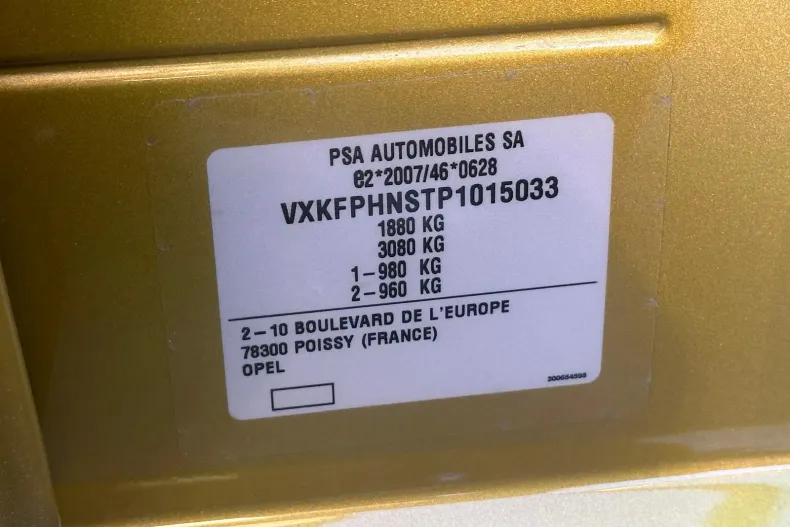 PSA AUTOMOBILES SA
e2*2007/46*0628
VXKFPHNSTP1015033
1880 KG
3080 KG
1-980 KG
2-960 KG
2-10 BOULEVARD DE L'EUROPE
78300 POISSY (FRANCE)
OPEL